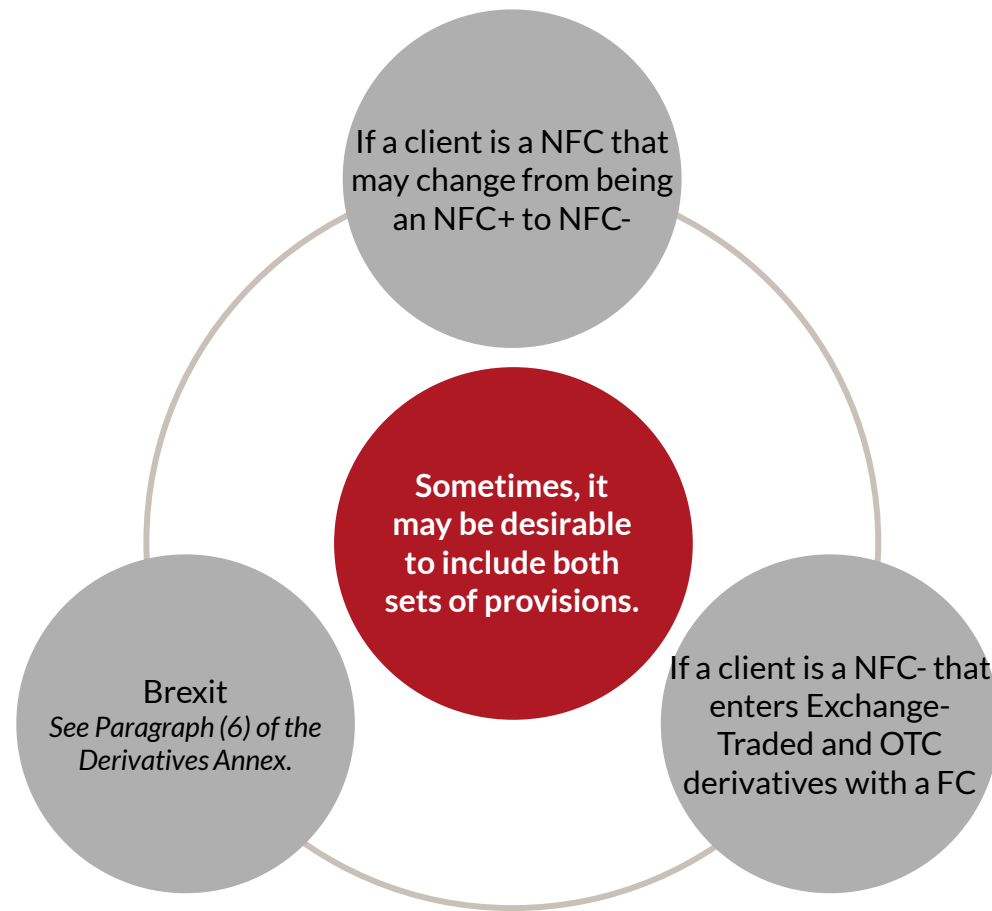 If a client is a NFC that
may change from being
an NFC+ to NFC-
Sometimes, it
may be desirable
to include both
sets of provisions.
Brexit
See Paragraph (6) of the
Derivatives Annex.
If a client is a NFC- that
enters Exchange-
Traded and OTC
derivatives with a FC